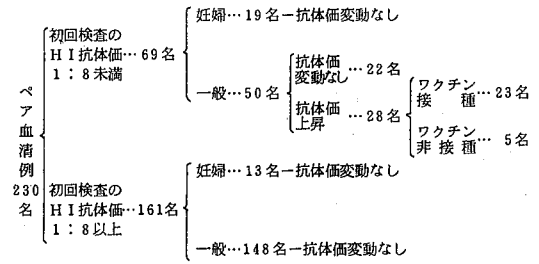 ペア血清例
230名
初回検査の
HI抗体価…69名
1：8未満
妊婦…19名－抗体価変動なし
一般…50名
抗体価
変動なし…22名
抗体価
上昇…28名
ワクチン
接種…23名
ワクチン
非接種…5名
初回検査の
HI抗体価…161名
1：8以上
妊婦…13名－抗体価変動なし
一般…148名－抗体価変動なし